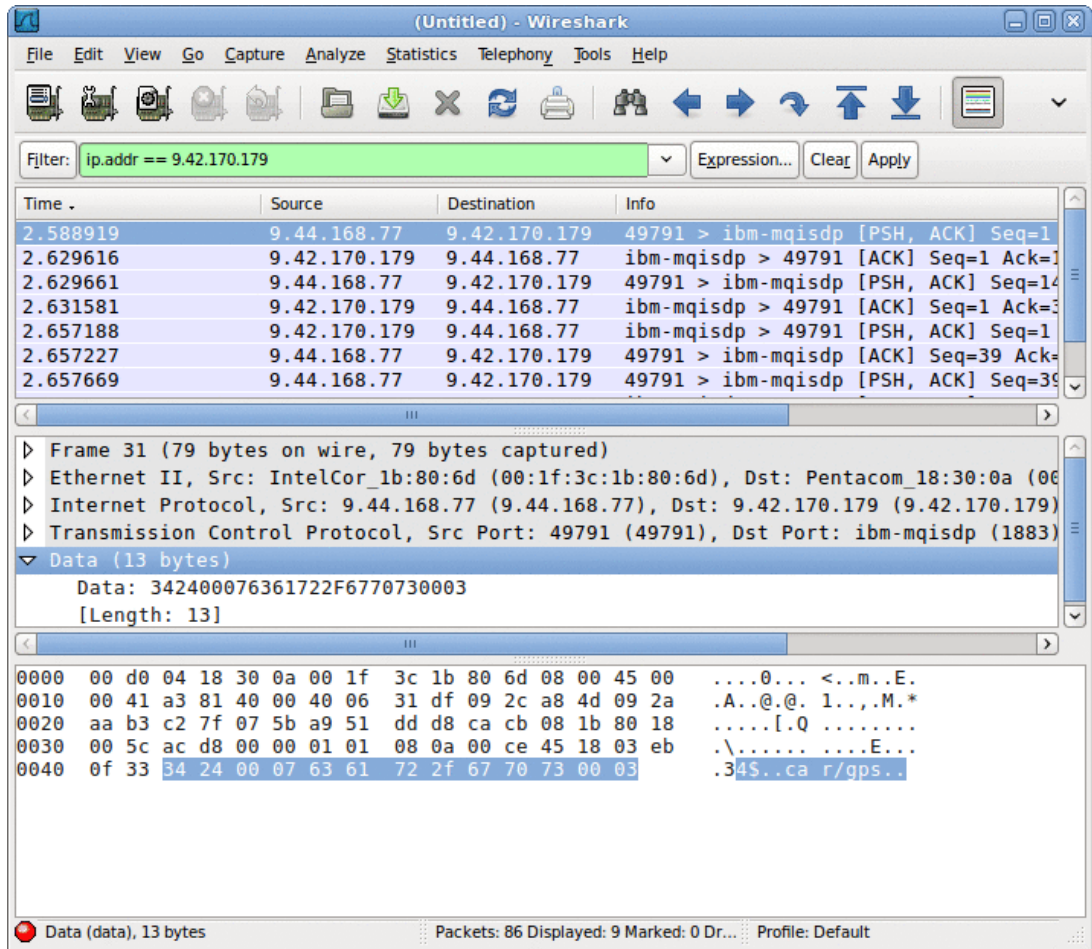 (Untitled) - Wireshark
File Edit View Go Capture Analyze Statistics Telephony Tools Help
Filter: ip.addr == 9.42.170.179 Expression... Clear Apply
Time Source Destination Info
2.588919 9.44.168.77 9.42.170.179 49791 > ibm-mqisdp [PSH, ACK] Seq=1
2.629616 9.42.170.179 9.44.168.77 ibm-mqisdp > 49791 [ACK] Seq=1 Ack=1
2.629661 9.44.168.77 9.42.170.179 49791 > ibm-mqisdp [PSH, ACK] Seq=14
2.631581 9.42.170.179 9.44.168.77 ibm-mqisdp > 49791 [ACK] Seq=1 Ack=3
2.657188 9.42.170.179 9.44.168.77 ibm-mqisdp > 49791 [PSH, ACK] Seq=1
2.657227 9.44.168.77 9.42.170.179 49791 > ibm-mqisdp [ACK] Seq=39 Ack=
2.657669 9.44.168.77 9.42.170.179 49791 > ibm-mqisdp [PSH, ACK] Seq=39
Frame 31 (79 bytes on wire, 79 bytes captured)
Ethernet II, Src: IntelCor_1b:80:6d (00:1f:3c:1b:80:6d), Dst: Pentacom_18:30:0a (00
Internet Protocol, Src: 9.44.168.77 (9.44.168.77), Dst: 9.42.170.179 (9.42.170.179)
Transmission Control Protocol, Src Port: 49791 (49791), Dst Port: ibm-mqisdp (1883)
Data (13 bytes)
Data: 342400076361722F6770730003
[Length: 13]
0000 00 d0 04 18 30 0a 00 1f 3c 1b 80 6d 08 00 45 00 ....0... <..m..E.
0010 00 41 a3 81 40 00 40 06 31 df 09 2c a8 4d 09 2a .A..@.@. 1..,.M.*
0020 aa b3 c2 7f 07 5b a9 51 dd d8 ca cb 08 1b 80 18 .....[.Q ........
0030 00 5c ac d8 00 00 01 01 08 0a 00 ce 45 18 03 eb .\...... ....E...
0040 0f 33 34 24 00 07 63 61 72 2f 67 70 73 00 03 .34$..ca r/gps..
Data (data), 13 bytes Packets: 86 Displayed: 9 Marked: 0 Dr... Profile: Default